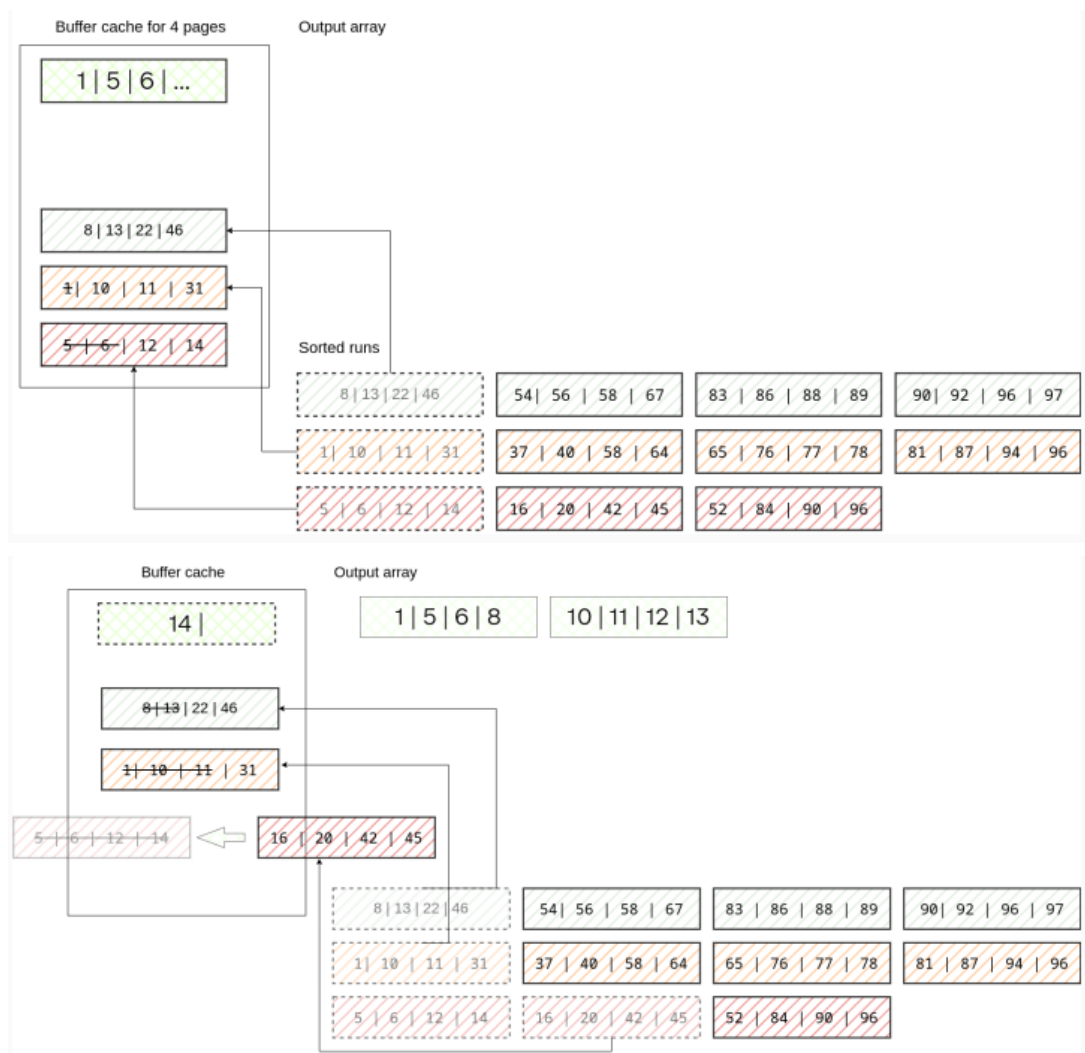 Buffer cache for 4 pages
Output array
1 | 5 | 6 | ...
8 | 13 | 22 | 46
1| 10 | 11 | 31
5 | 6 | 12 | 14
Sorted runs
8 | 13 | 22 | 46
54| 56 | 58 | 67
83 | 86 | 88 | 89
90| 92 | 96 | 97
1| 10 | 11 | 31
37 | 40 | 58 | 64
65 | 76 | 77 | 78
81 | 87 | 94 | 96
5 | 6 | 12 | 14
16 | 20 | 42 | 45
52 | 84 | 90 | 96
Buffer cache
Output array
14 |
1 | 5 | 6 | 8
10 | 11 | 12 | 13
8 | 13 | 22 | 46
1| 10 | 11 | 31
5 | 6 | 12 | 14
16 | 20 | 42 | 45
8 | 13 | 22 | 46
54| 56 | 58 | 67
83 | 86 | 88 | 89
90| 92 | 96 | 97
1| 10 | 11 | 31
37 | 40 | 58 | 64
65 | 76 | 77 | 78
81 | 87 | 94 | 96
5 | 6 | 12 | 14
16 | 20 | 42 | 45
52 | 84 | 90 | 96